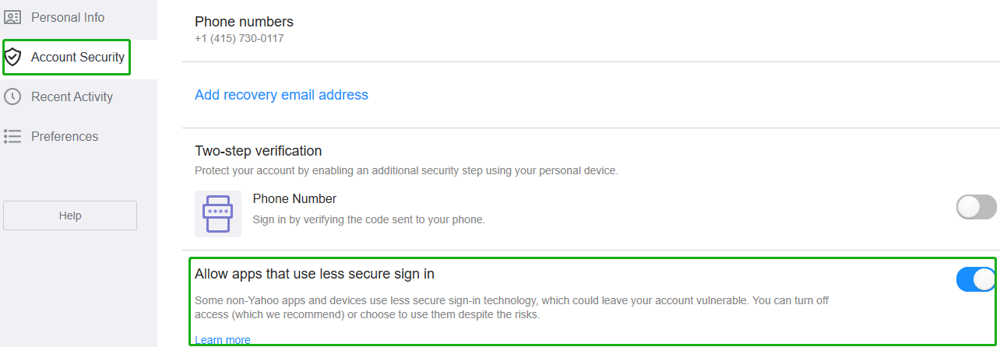 Personal Info
Account Security
Recent Activity
Preferences
Help
Phone numbers
+1 (415) 730-0117
Add recovery email address
Two-step verification
Protect your account by enabling an additional security step using your personal device.
****
Phone Number
Sign in by verifying the code sent to your phone.
Allow apps that use less secure sign in
Some non-Yahoo apps and devices use less secure sign-in technology, which could leave your account vulnerable. You can turn off
access (which we recommend) or choose to use them despite the risks.
Learn more